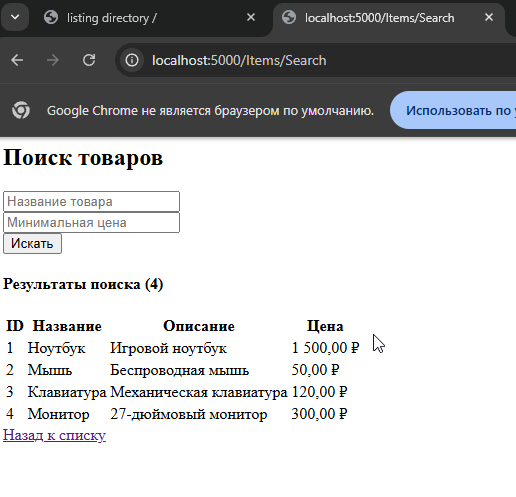 listing directory /
localhost:5000/Items/Search
localhost:5000/Items/Search
Google Chrome не является браузером по умолчанию.
Использовать по
Поиск товаров
Название товара
Минимальная цена
Искать
Результаты поиска (4)
ID Название Описание Цена
1 Ноутбук Игровой ноутбук 1 500,00 ₽
2 Мышь Беспроводная мышь 50,00 ₽
3 Клавиатура Механическая клавиатура 120,00 ₽
4 Монитор 27-дюймовый монитор 300,00 ₽
Назад к списку